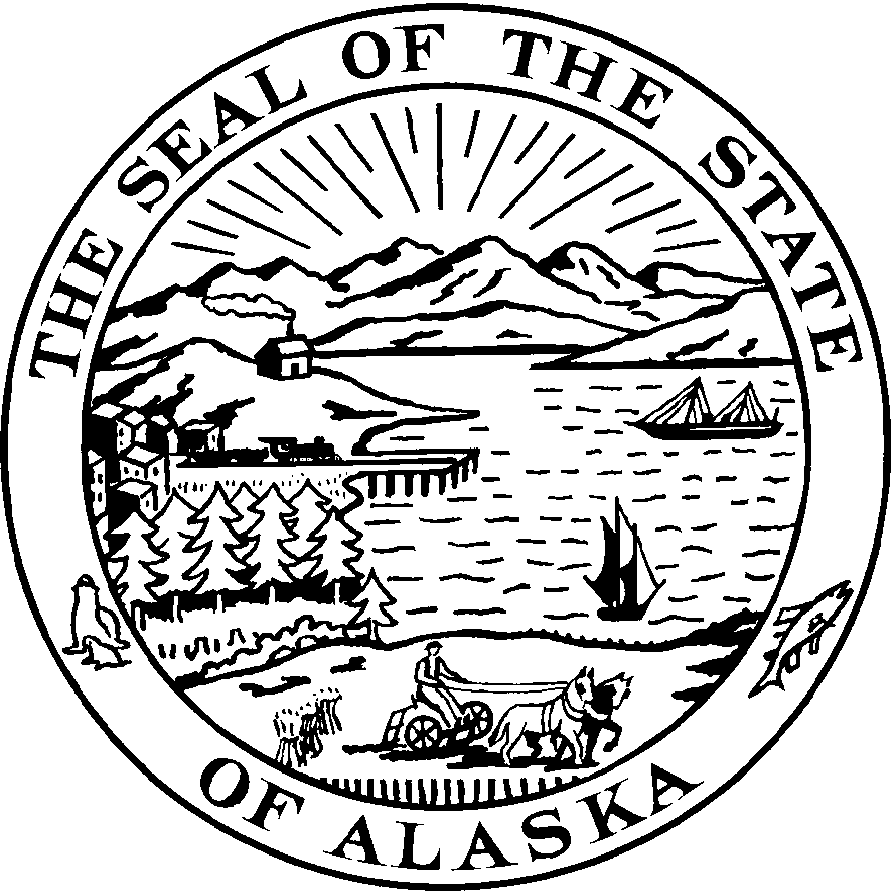 THE SEAL OF THE STATE
OF ALASKA